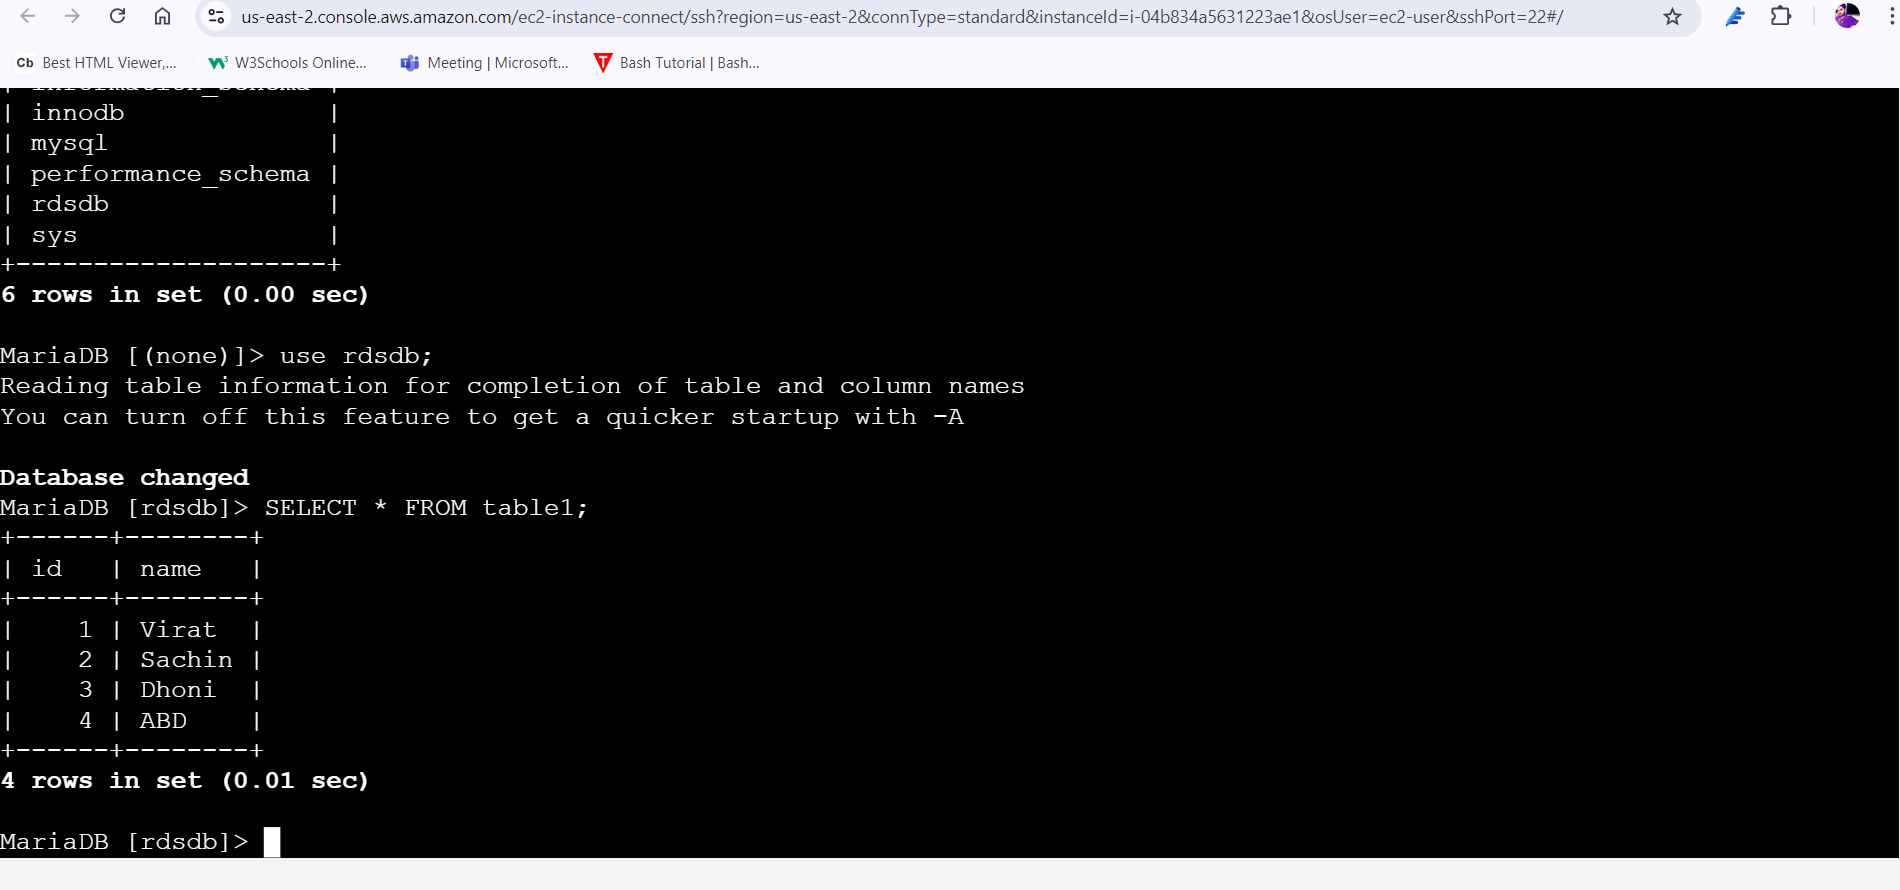 us-east-2.console.aws.amazon.com/ec2-instance-connect/ssh?region=us-east-2&connType=standard&instanceId=i-04b834a5631223ae1&osUser=ec2-user&sshPort=22#/
Cb Best HTML Viewer,... W3Schools Online... Meeting | Microsoft... Bash Tutorial | Bash...
| information_schema |
| innodb             |
| mysql              |
| performance_schema |
| rdsdb              |
| sys                |
+--------------------+
6 rows in set (0.00 sec)
MariaDB [(none)]> use rdsdb;
Reading table information for completion of table and column names
You can turn off this feature to get a quicker startup with -A
Database changed
MariaDB [rdsdb]> SELECT * FROM table1;
+------+--------+
| id   | name   |
+------+--------+
|    1 | Virat  |
|    2 | Sachin |
|    3 | Dhoni  |
|    4 | ABD    |
+------+--------+
4 rows in set (0.01 sec)
MariaDB [rdsdb]>